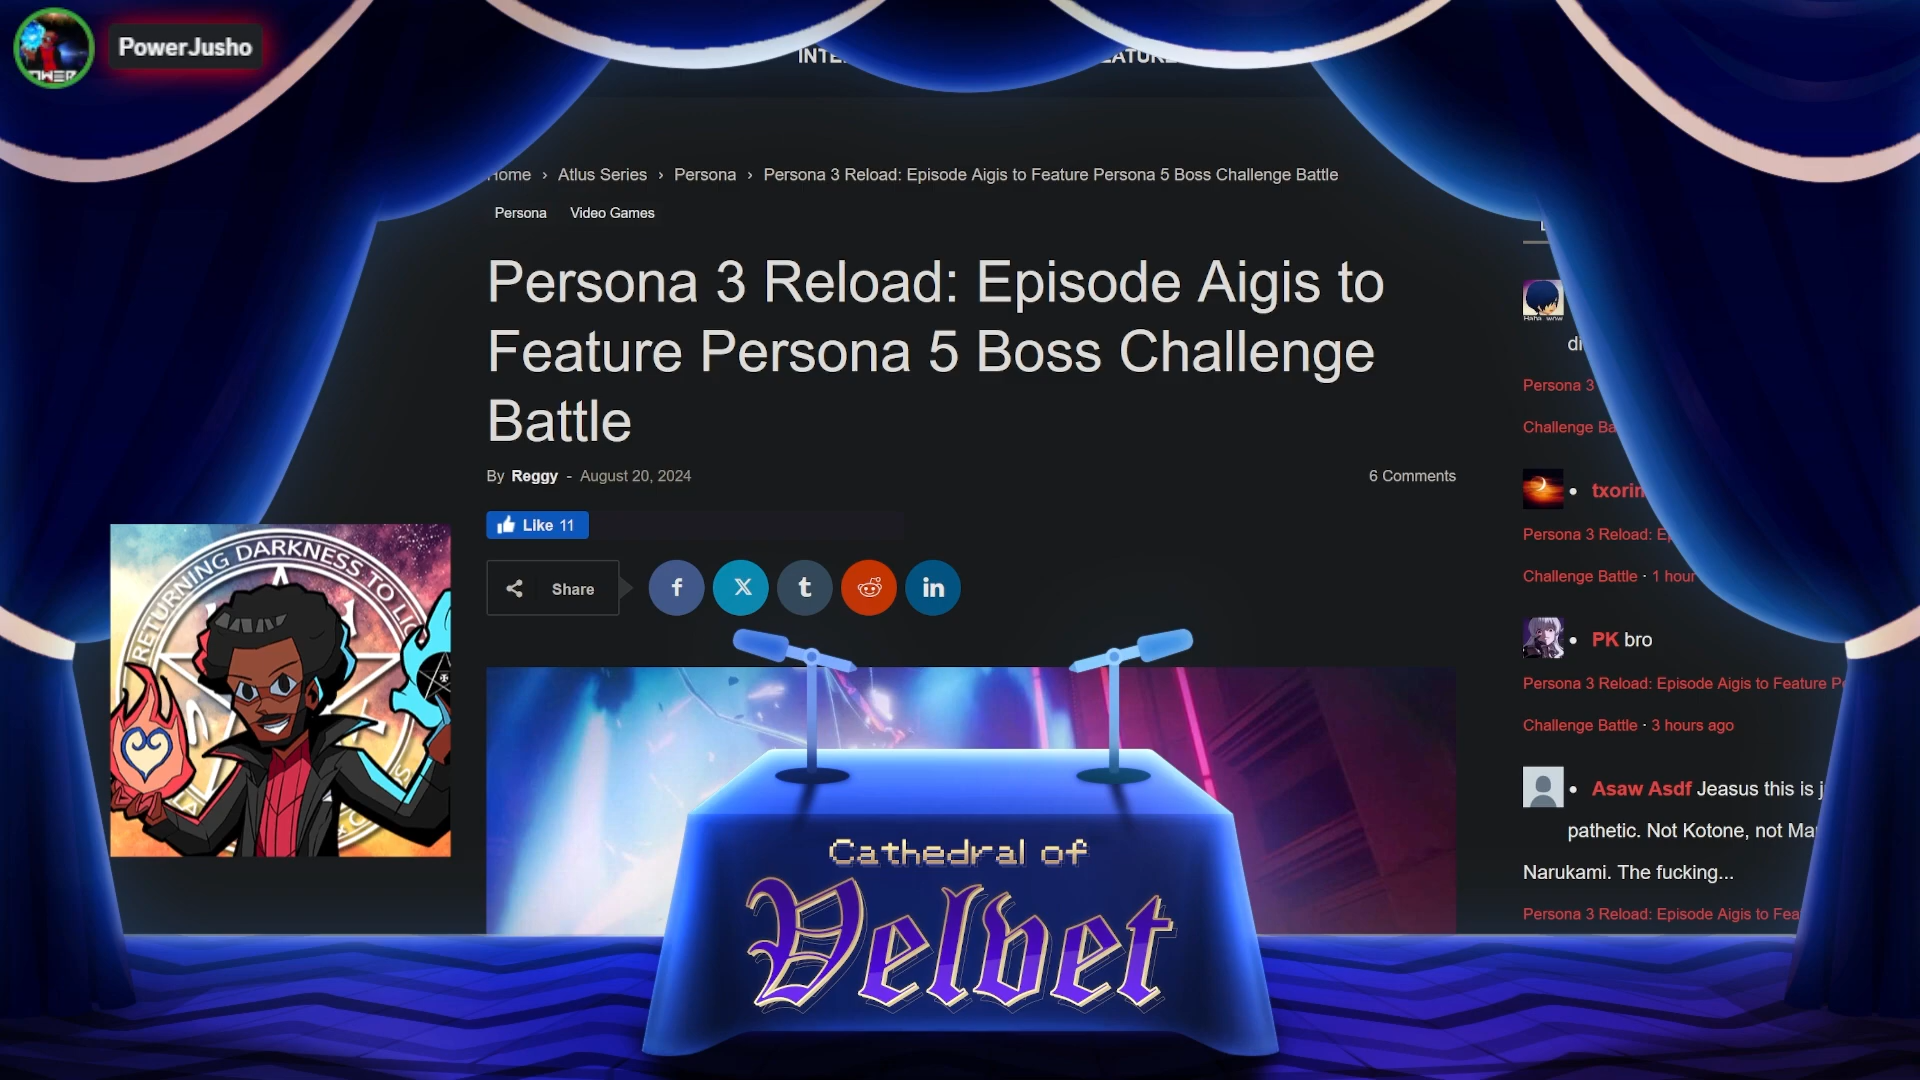 PowerJusho
Home › Atlus Series › Persona › Persona 3 Reload: Episode Aigis to Feature Persona 5 Boss Challenge Battle
Persona Video Games
Persona 3 Reload: Episode Aigis to
Feature Persona 5 Boss Challenge
Battle
By Reggy - August 20, 2024
6 Comments
Like 11
Share
RETURNING DARKNESS TO
Persona 3
Challenge
Persona 3 Reload:
Challenge Battle · 1 hour
PK bro
Persona 3 Reload: Episode Aigis to Feature
Challenge Battle · 3 hours ago
Asaw Asdf Jeasus this is
pathetic. Not Kotone, not
Narukami. The fucking...
Persona 3 Reload: Episode Aigis to
Cathedral of
Velvet